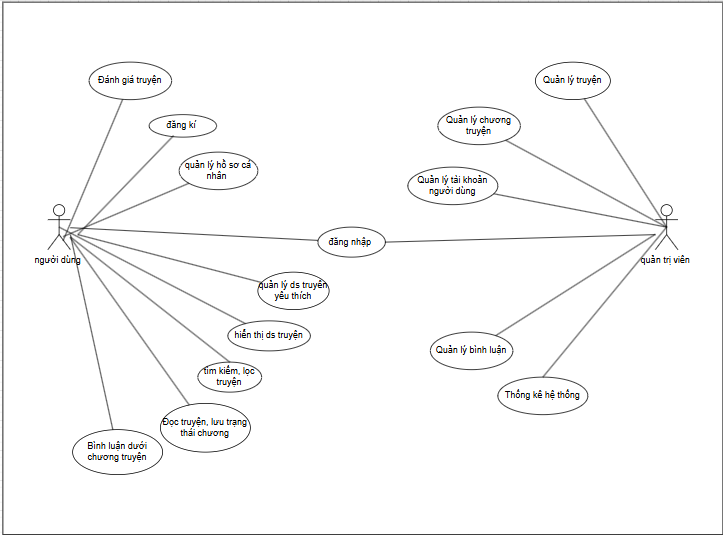 Đánh giá truyện
Quản lý truyện
đăng kí
Quản lý chương
truyện
quản lý hồ sơ cá
nhân
Quản lý tài khoản
người dùng
đăng nhập
người dùng
quản trị viên
quản lý ds truyện
yêu thích
hiển thị ds truyện
Quản lý bình luận
tìm kiếm, lọc
truyện
Thống kê hệ thống
Đọc truyện, lưu trạng
thái chương
Bình luận dưới
chương truyện